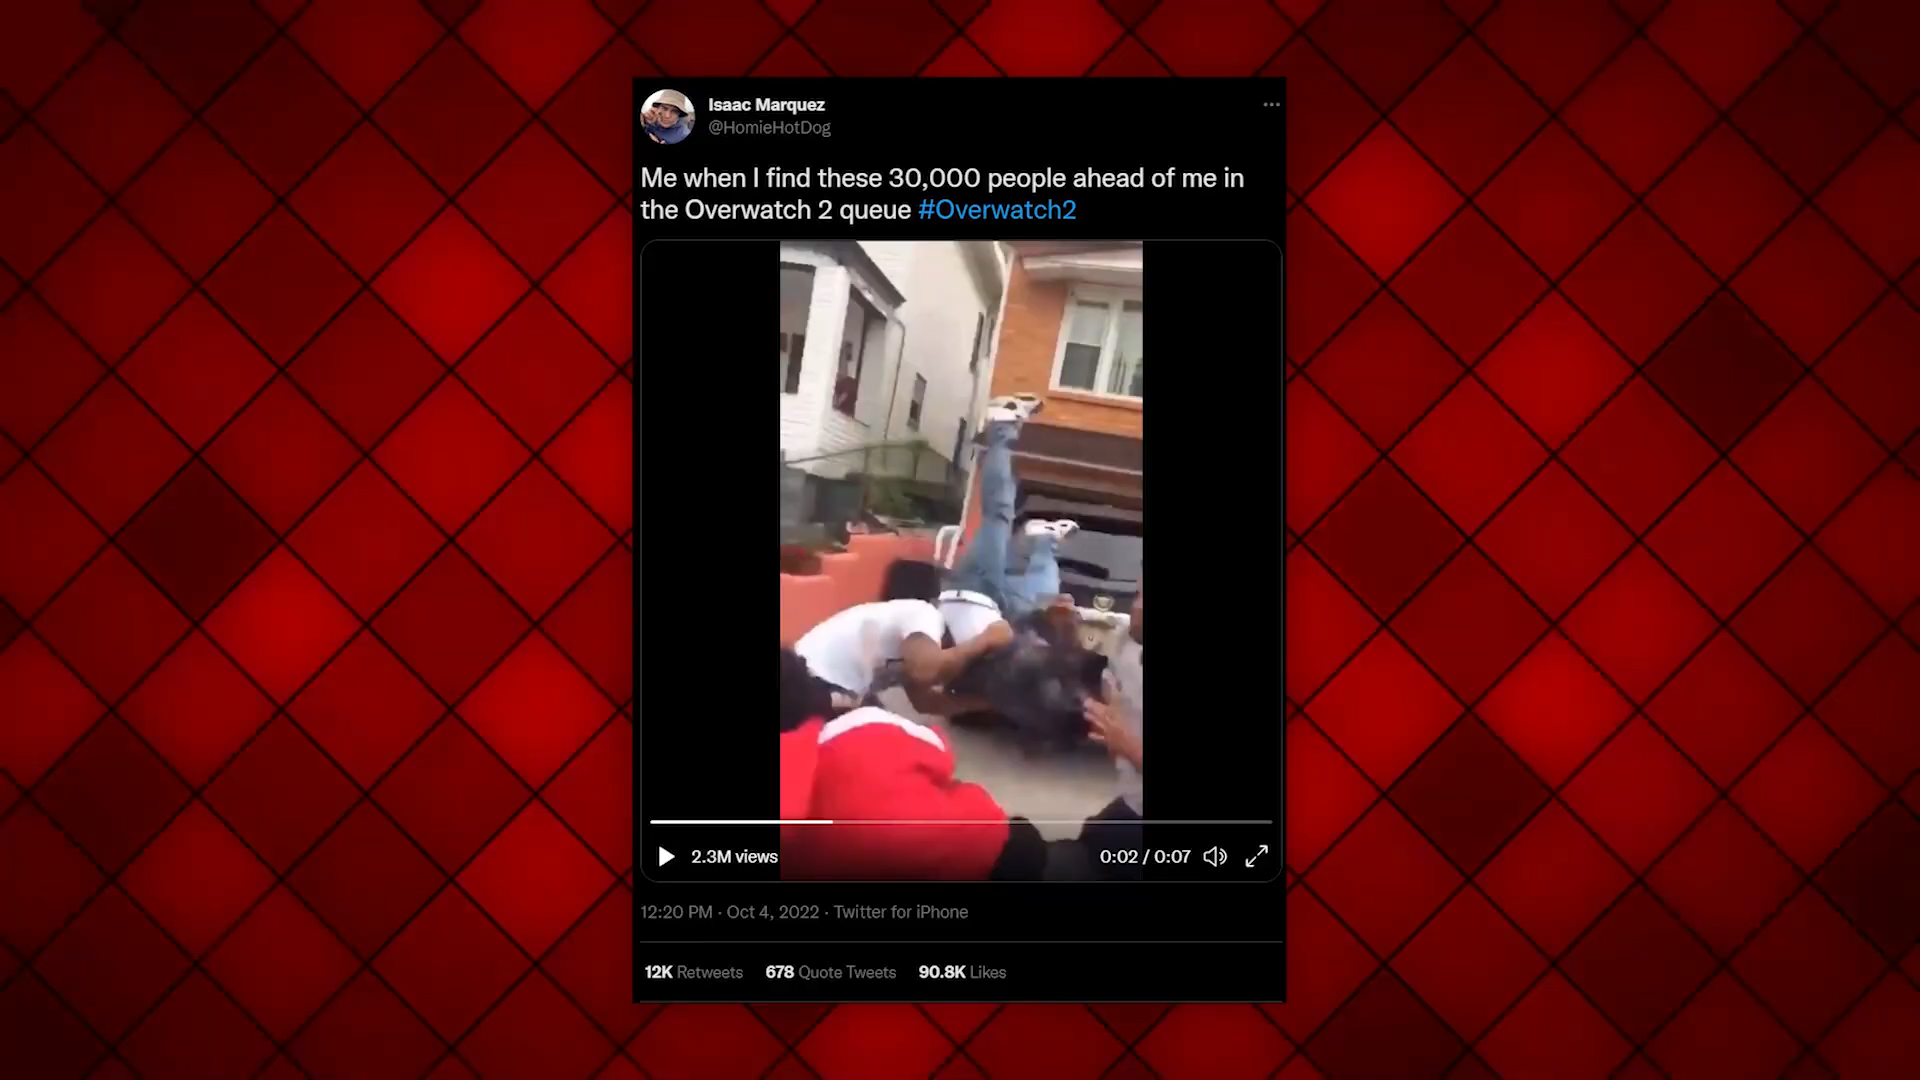 Isaac Marquez
@HomieHotDog
Me when I find these 30,000 people ahead of me in
the Overwatch 2 queue #Overwatch2
2.3M views
0:02 / 0:07
12:20 PM · Oct 4, 2022 · Twitter for iPhone
12K Retweets 678 Quote Tweets 90.8K Likes